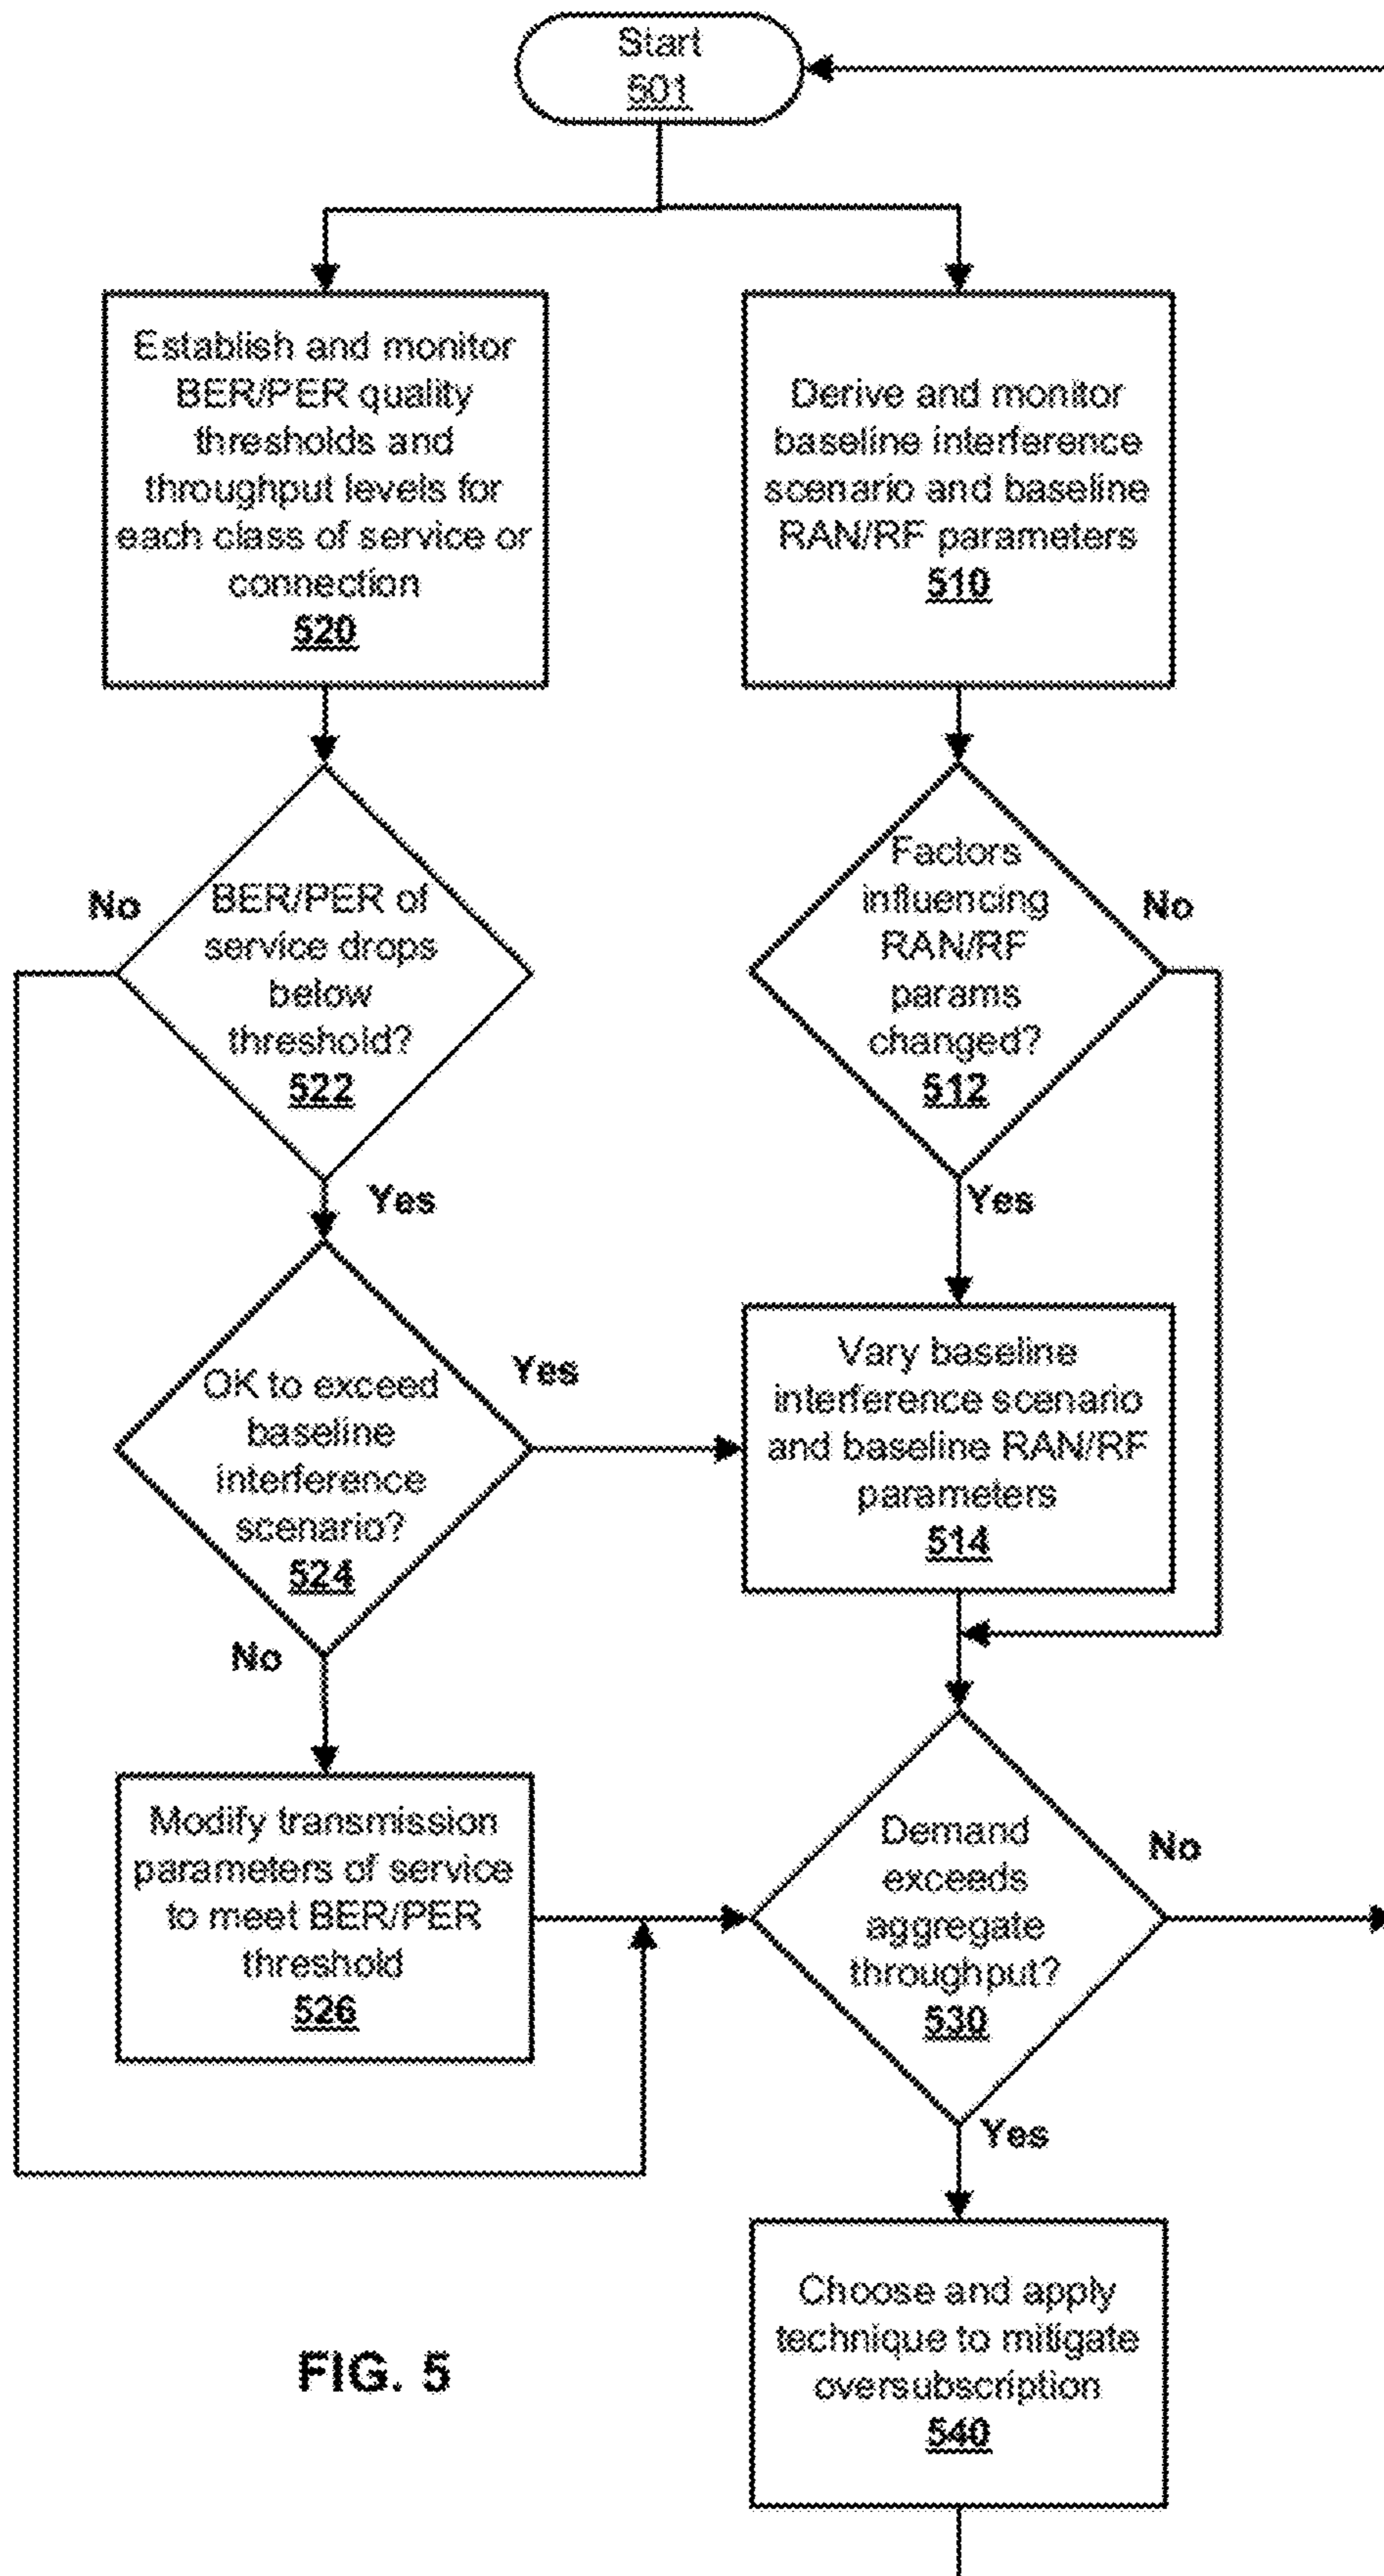 Start
501
Establish and monitor
BER/PER quality
thresholds and
throughput levels for
each class of service or
connection
520
Derive and monitor
baseline interference
scenario and baseline
RAN/RF parameters
510
No
BER/PER of
service drops
below
threshold?
522
Yes
Factors
influencing
RAN/RF
params
changed?
512
No
Yes
OK to exceed
baseline
interference
scenario?
524
Yes
No
Vary baseline
interference scenario
and baseline RAN/RF
parameters
514
Modify transmission
parameters of service
to meet BER/PER
threshold
526
Demand
exceeds
aggregate
throughput?
530
No
Yes
Choose and apply
technique to mitigate
oversubscription
540
FIG. 5